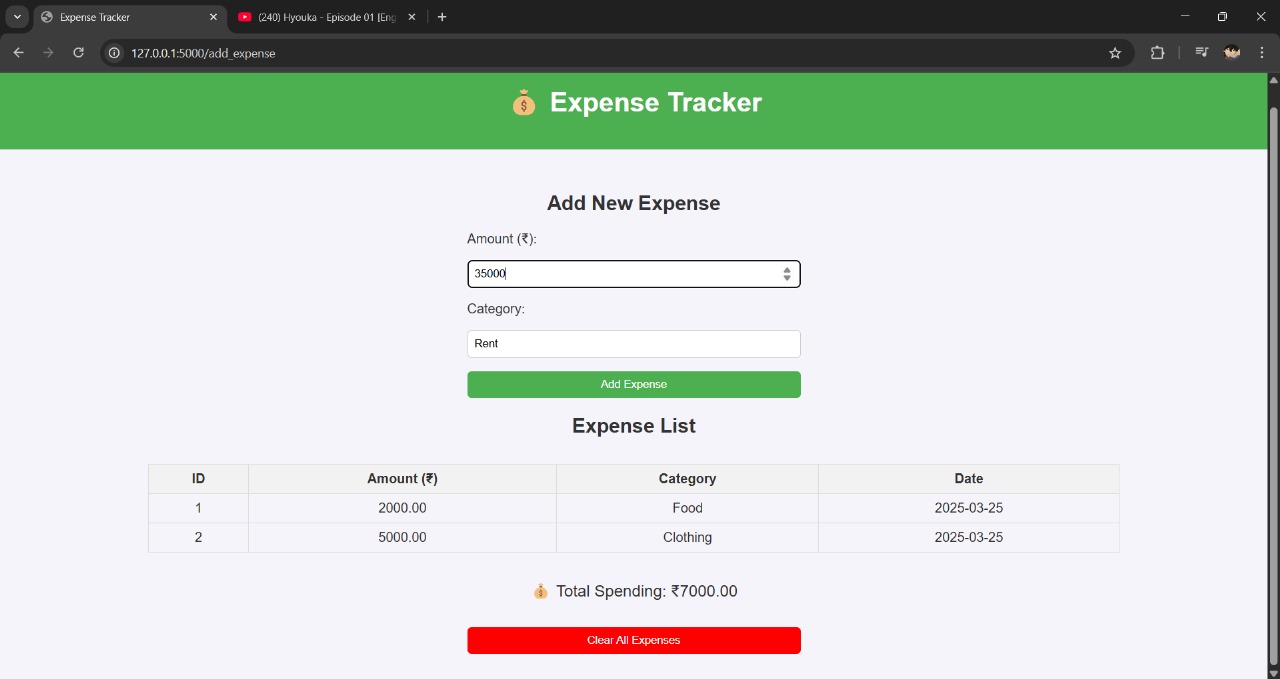 Expense Tracker
(240) Hyouka - Episode 01 [Eng
127.0.0.1:5000/add_expense
Expense Tracker
Add New Expense
Amount (₹):
35000
Category:
Rent
Add Expense
Expense List
ID Amount (₹) Category Date
1 2000.00 Food 2025-03-25
2 5000.00 Clothing 2025-03-25
Total Spending: ₹7000.00
Clear All Expenses